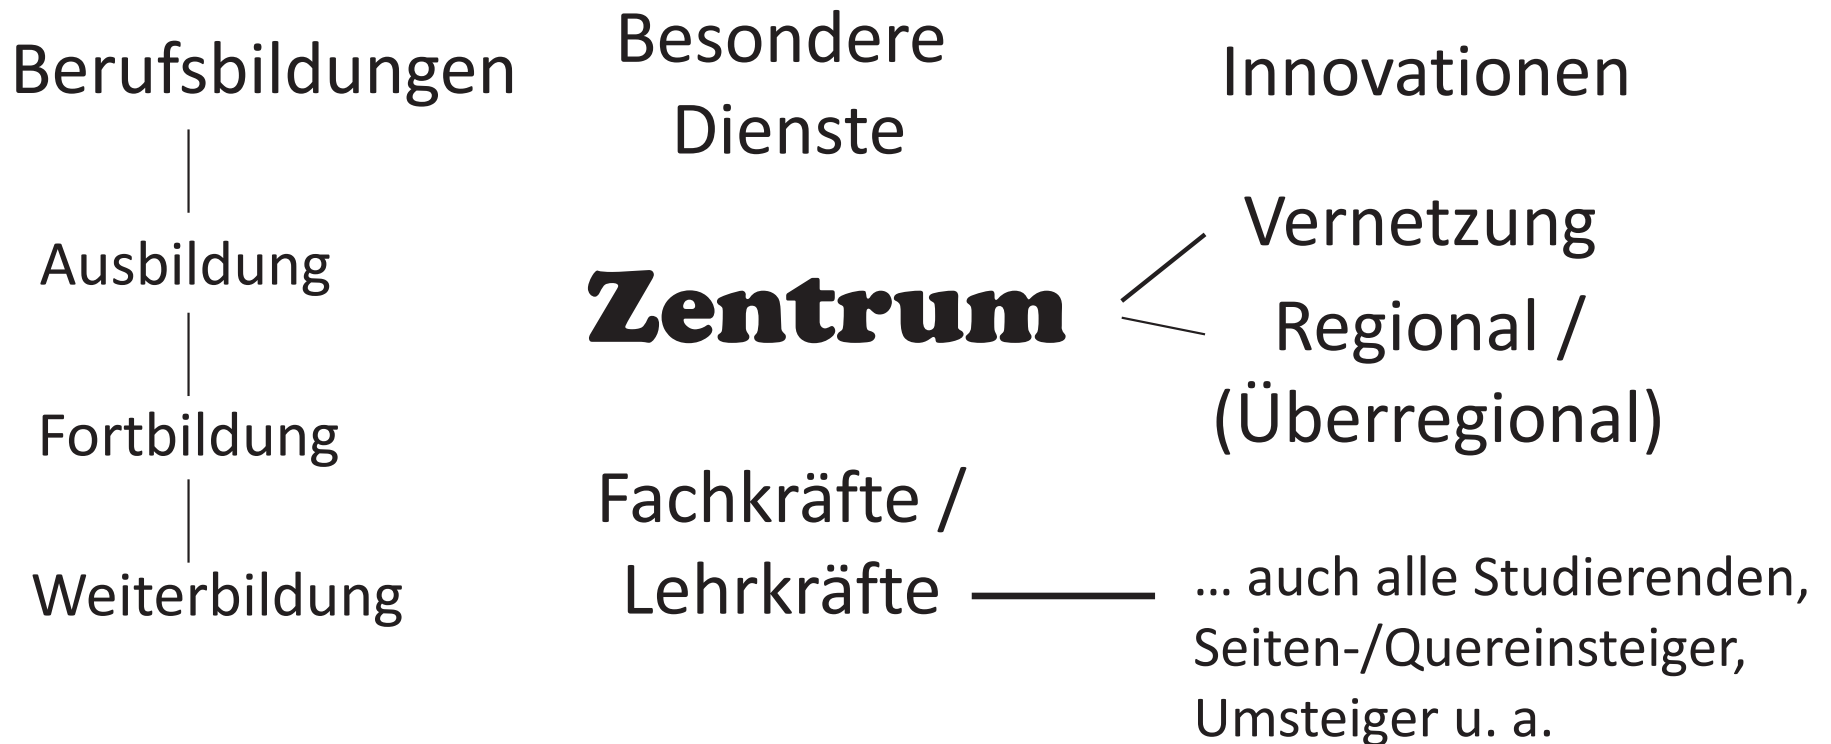 Berufsbildungen
Ausbildung
Fortbildung
Weiterbildung
Besondere
Dienste
Zentrum
Fachkräfte /
Lehrkräfte
Innovationen
Vernetzung
Regional /
(Überregional)
... auch alle Studierenden,
Seiten-/Quereinsteiger,
Umsteiger u. a.